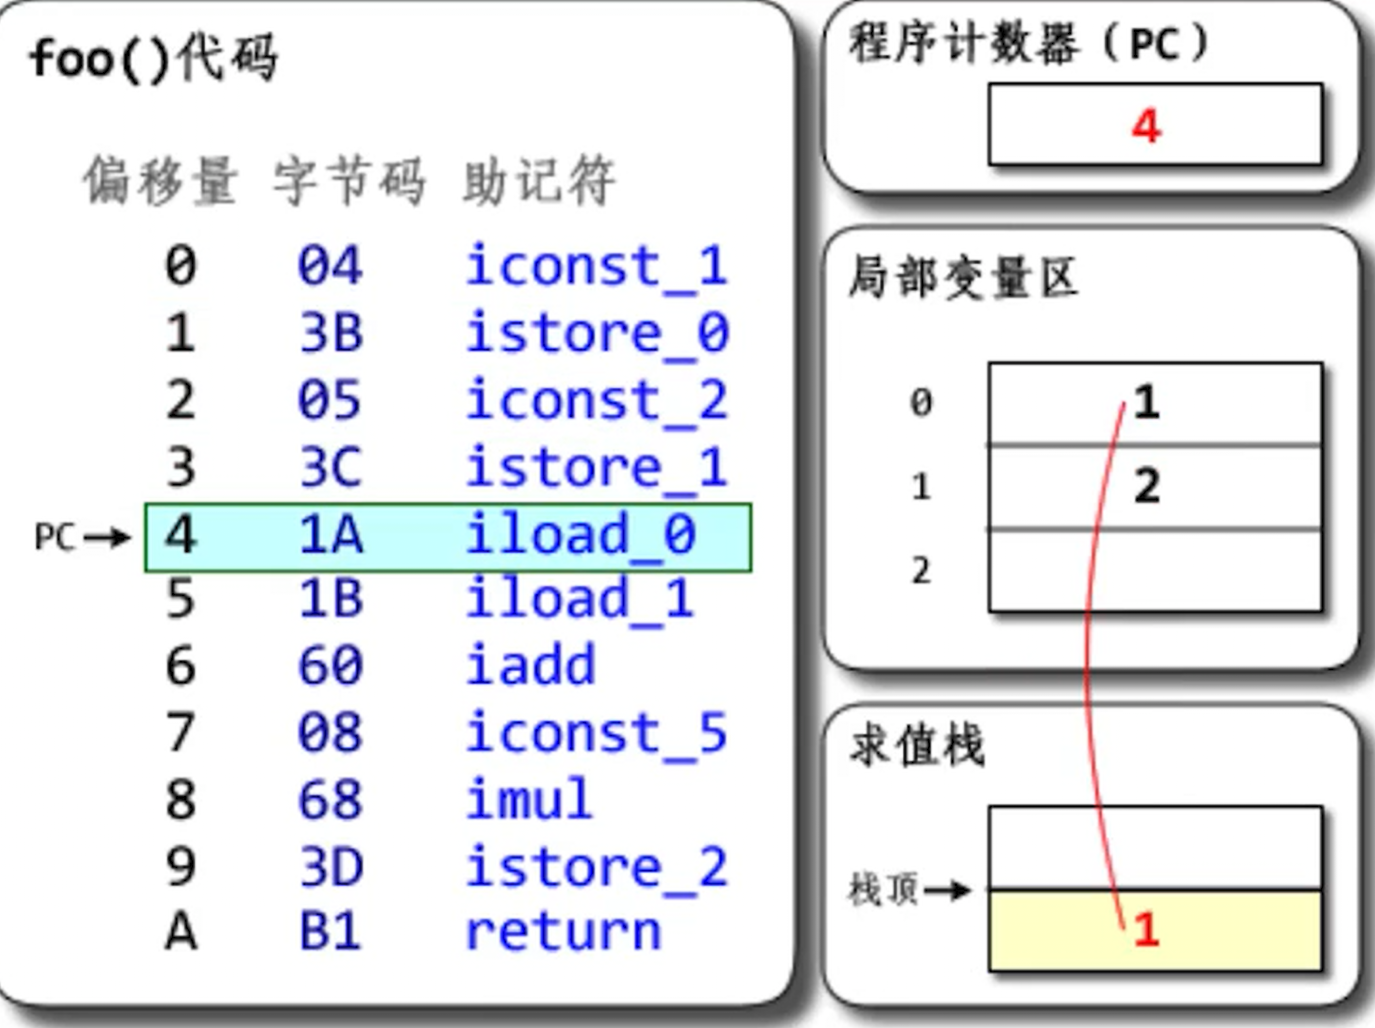 foo()代码
偏移量 字节码 助记符
0 04 iconst_1
1 3B istore_0
2 05 iconst_2
3 3C istore_1
PC 4 1A iload_0
5 1B iload_1
6 60 iadd
7 08 iconst_5
8 68 imul
9 3D istore_2
A B1 return
程序计数器（PC）
4
局部变量区
0 1
1 2
2
求值栈
栈顶
1